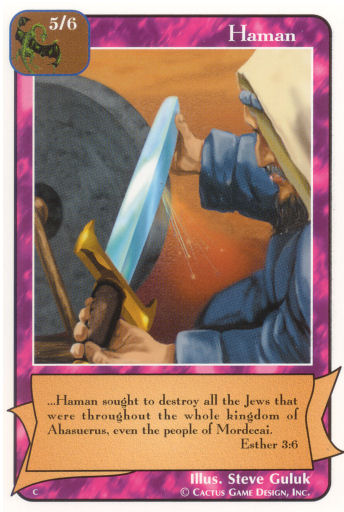 5/6
Haman
...Haman sought to destroy all the Jews that
were throughout the whole kingdom of
Ahasuerus, even the people of Mordecai.
Esther 3:6
Illus. Steve Guluk
C
© CACTUS GAME DESIGN, INC.